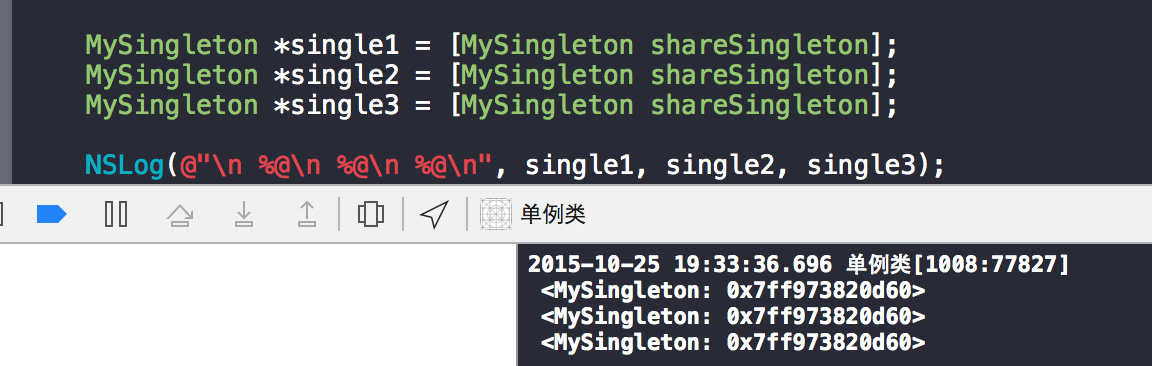 MySingleton *single1 = [MySingleton shareSingleton];
MySingleton *single2 = [MySingleton shareSingleton];
MySingleton *single3 = [MySingleton shareSingleton];
NSLog(@"\n %@\n %@\n %@\n", single1, single2, single3);
单例类
2015-10-25 19:33:36.696 单例类[1008:77827]
<MySingleton: 0x7ff973820d60>
<MySingleton: 0x7ff973820d60>
<MySingleton: 0x7ff973820d60>